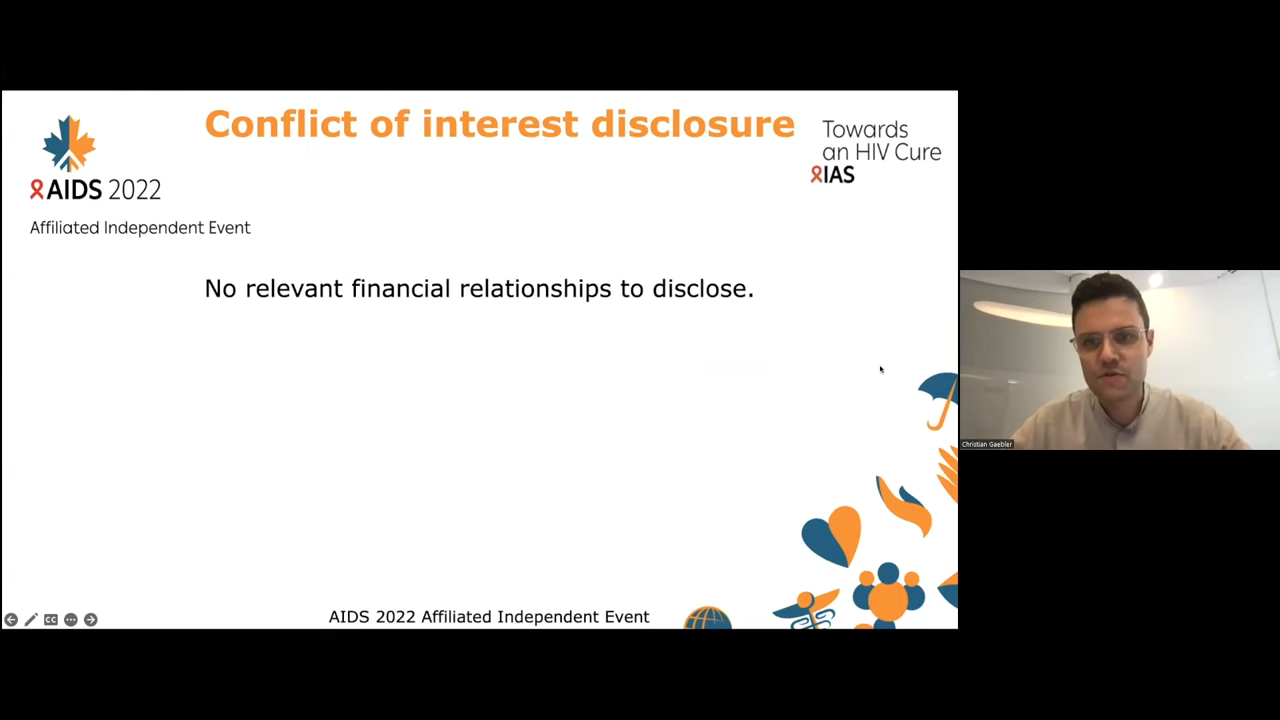 Conflict of interest disclosure
AIDS 2022
Affiliated Independent Event
Towards
an HIV Cure
IAS
No relevant financial relationships to disclose.
Christian Gaebler
CC
AIDS 2022 Affiliated Independent Event